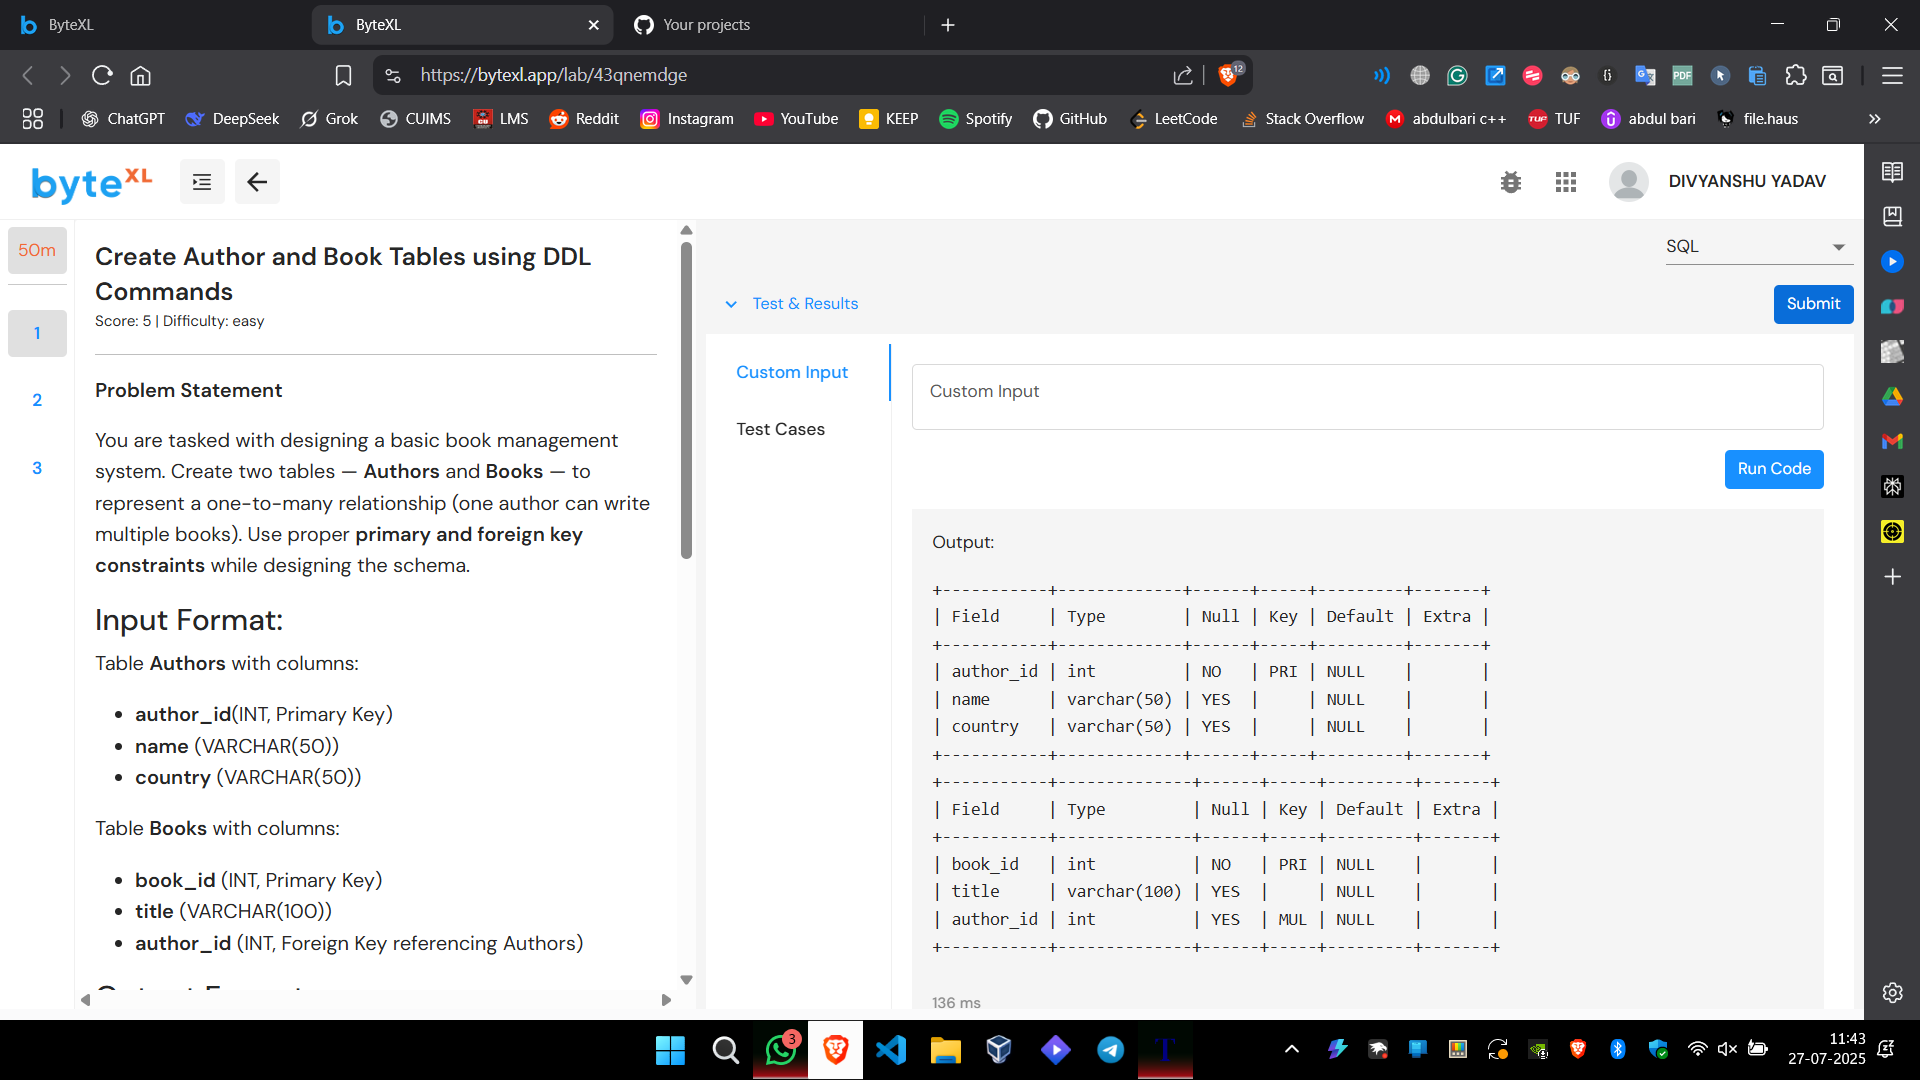 ByteXL
ByteXL
Your projects
https://bytexl.app/lab/43qnemdge
12
ChatGPT
DeepSeek
Grok
CUIMS
LMS
Reddit
Instagram
YouTube
KEEP
Spotify
GitHub
LeetCode
Stack Overflow
abdulbari c++
TUF
abdul bari
file.haus
byteXL
DIVYANSHU YADAV
50m
1
2
3
Create Author and Book Tables using DDL
Commands
Score: 5 | Difficulty: easy
Problem Statement
You are tasked with designing a basic book management
system. Create two tables — Authors and Books — to
represent a one-to-many relationship (one author can write
multiple books). Use proper primary and foreign key
constraints while designing the schema.
Input Format:
Table Authors with columns:
• author_id(INT, Primary Key)
• name (VARCHAR(50))
• country (VARCHAR(50))
Table Books with columns:
• book_id (INT, Primary Key)
• title (VARCHAR(100))
• author_id (INT, Foreign Key referencing Authors)
SQL
Test & Results
Submit
Custom Input
Test Cases
Custom Input
Run Code
Output:
+-----------+-------------+------+-----+---------+-------+
| Field     | Type        | Null | Key | Default | Extra |
+-----------+-------------+------+-----+---------+-------+
| author_id | int         | NO   | PRI | NULL    |       |
| name      | varchar(50) | YES  |     | NULL    |       |
| country   | varchar(50) | YES  |     | NULL    |       |
+-----------+-------------+------+-----+---------+-------+
+-----------+--------------+------+-----+---------+-------+
| Field     | Type         | Null | Key | Default | Extra |
+-----------+--------------+------+-----+---------+-------+
| book_id   | int          | NO   | PRI | NULL    |       |
| title     | varchar(100) | YES  |     | NULL    |       |
| author_id | int          | YES  | MUL | NULL    |       |
+-----------+--------------+------+-----+---------+-------+
136 ms
3
11:43
27-07-2025